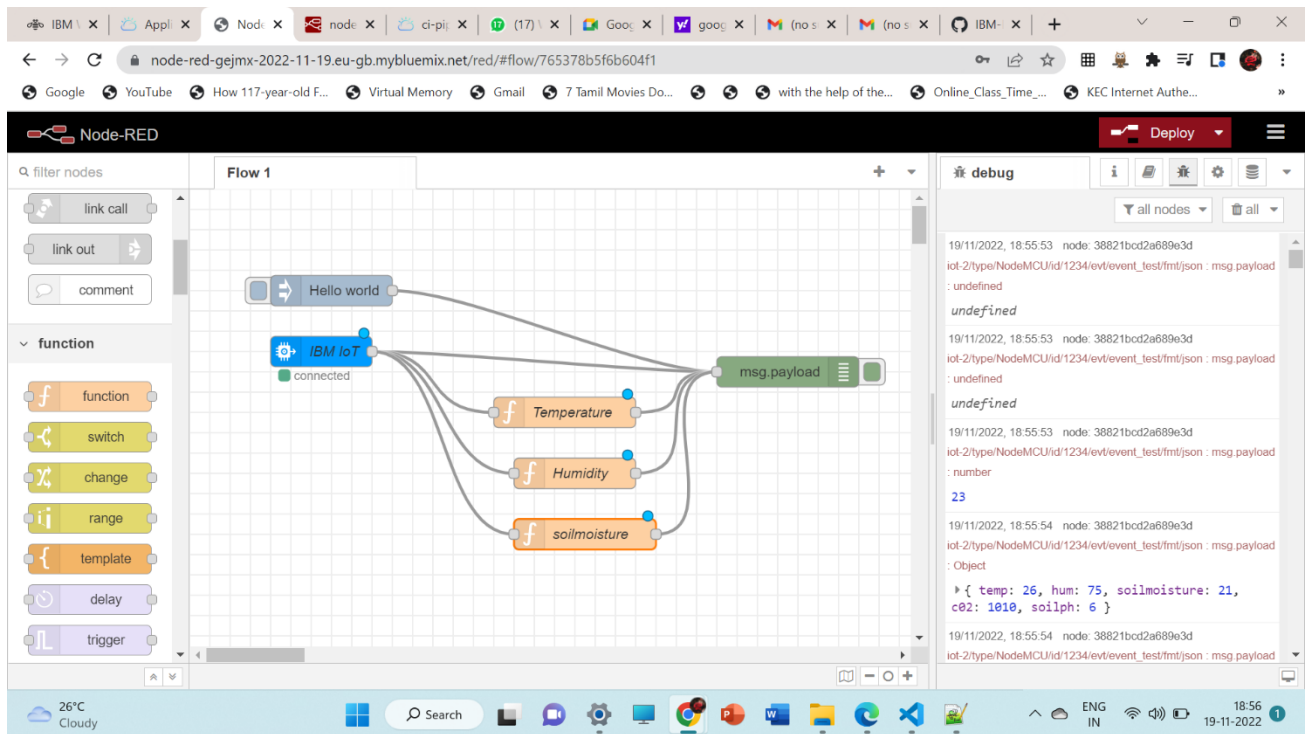 IBM W
Appli
Node
node
ci-pip
(17) W
Goog
goog
(no s
(no s
IBM-
node-red-gejmx-2022-11-19.eu-gb.mybluemix.net/red/#flow/765378b5f6b604f1
Google
YouTube
How 117-year-old F...
Virtual Memory
Gmail
7 Tamil Movies Do...
with the help of the...
Online_Class_Time_...
KEC Internet Authe...
»
Node-RED
Deploy
filter nodes
Flow 1
debug
all nodes
all
link call
link out
comment
function
function
switch
change
range
template
delay
trigger
Hello world
IBM IoT
connected
Temperature
Humidity
soilmoisture
msg.payload
19/11/2022, 18:55:53 node: 38821bcd2a689e3d
iot-2/type/NodeMCU/id/1234/evt/event_test/fmt/json : msg.payload
: undefined
undefined
19/11/2022, 18:55:53 node: 38821bcd2a689e3d
iot-2/type/NodeMCU/id/1234/evt/event_test/fmt/json : msg.payload
: undefined
undefined
19/11/2022, 18:55:53 node: 38821bcd2a689e3d
iot-2/type/NodeMCU/id/1234/evt/event_test/fmt/json : msg.payload
: number
23
19/11/2022, 18:55:54 node: 38821bcd2a689e3d
iot-2/type/NodeMCU/id/1234/evt/event_test/fmt/json : msg.payload
: Object
{ temp: 26, hum: 75, soilmoisture: 21,
c02: 1010, soilph: 6 }
19/11/2022, 18:55:54 node: 38821bcd2a689e3d
iot-2/type/NodeMCU/id/1234/evt/event_test/fmt/json : msg.payload
26°C
Cloudy
Search
ENG
IN
18:56
19-11-2022
1